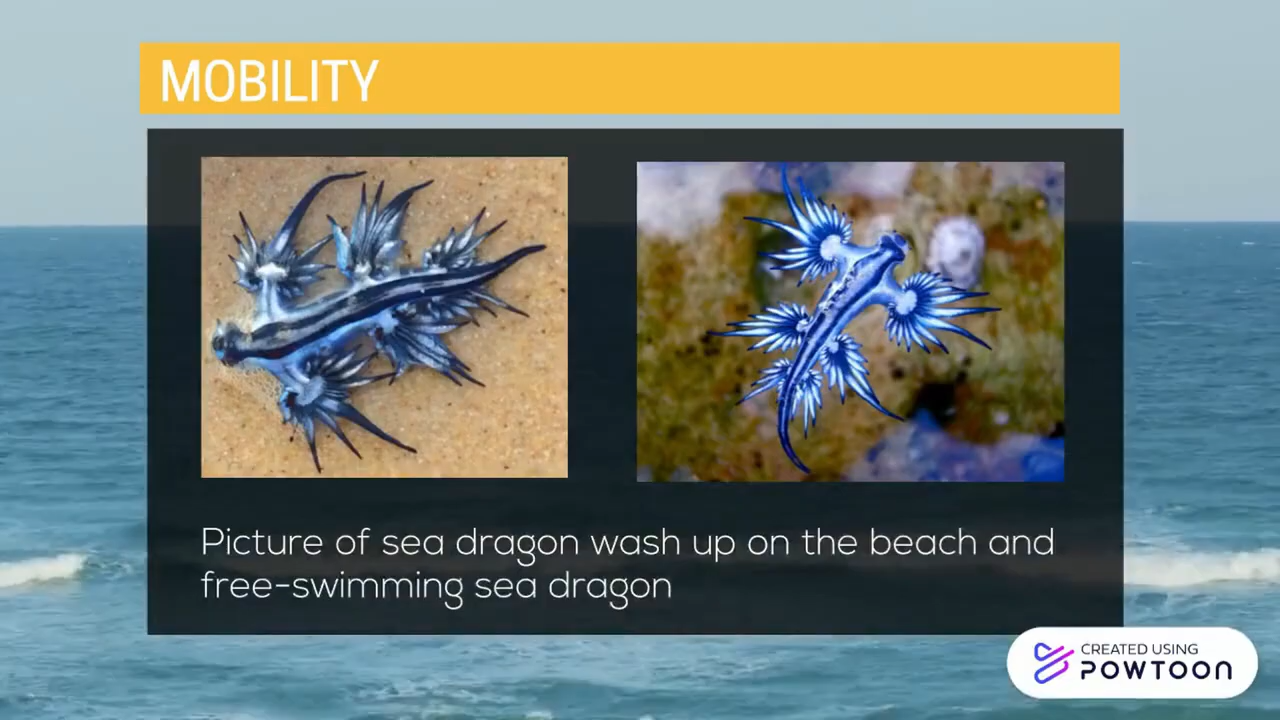 MOBILITY
Picture of sea dragon wash up on the beach and
free-swimming sea dragon
CREATED USING
POWTOON